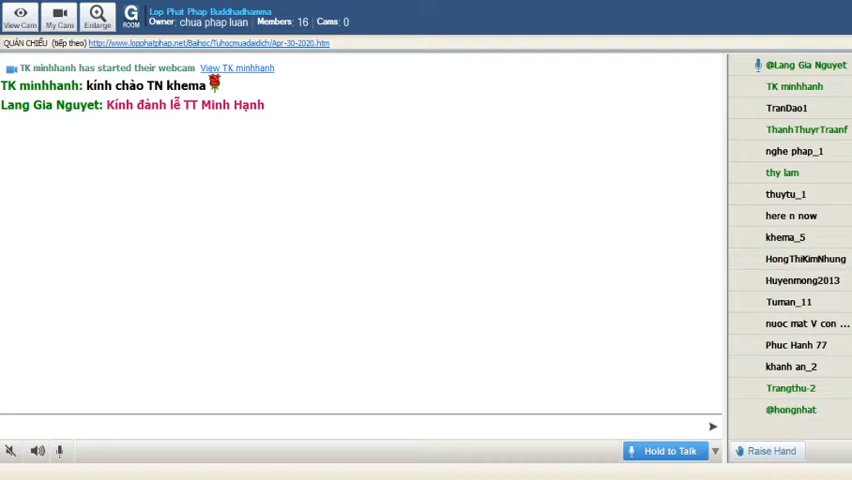 View Cam
My Cam
Enlarge
G
ROOM
Lop Phat Phap Buddhadhamma
Owner: chua phap luan Members: 16 Cams: 0
QUÁN CHIẾU (tiếp theo) http://www.lopphatphap.net/Baihoc/Tuhocmuadaidich/Apr-30-2020.htm
TK minhhanh has started their webcam View TK minhhanh
TK minhhanh: kính chào TN khema
Lang Gia Nguyet: Kính đảnh lễ TT Minh Hạnh
@Lang Gia Nguyet
TK minhhanh
TranDao1
ThanhThuyrTraanf
nghe phap_1
thy lam
thuytu_1
here n now
khema_5
HongThiKimNhung
Huyenmong2013
Tuman_11
nuoc mat V con ...
Phuc Hanh 77
khanh an_2
Trangthu-2
@hongnhat
Hold to Talk
Raise Hand